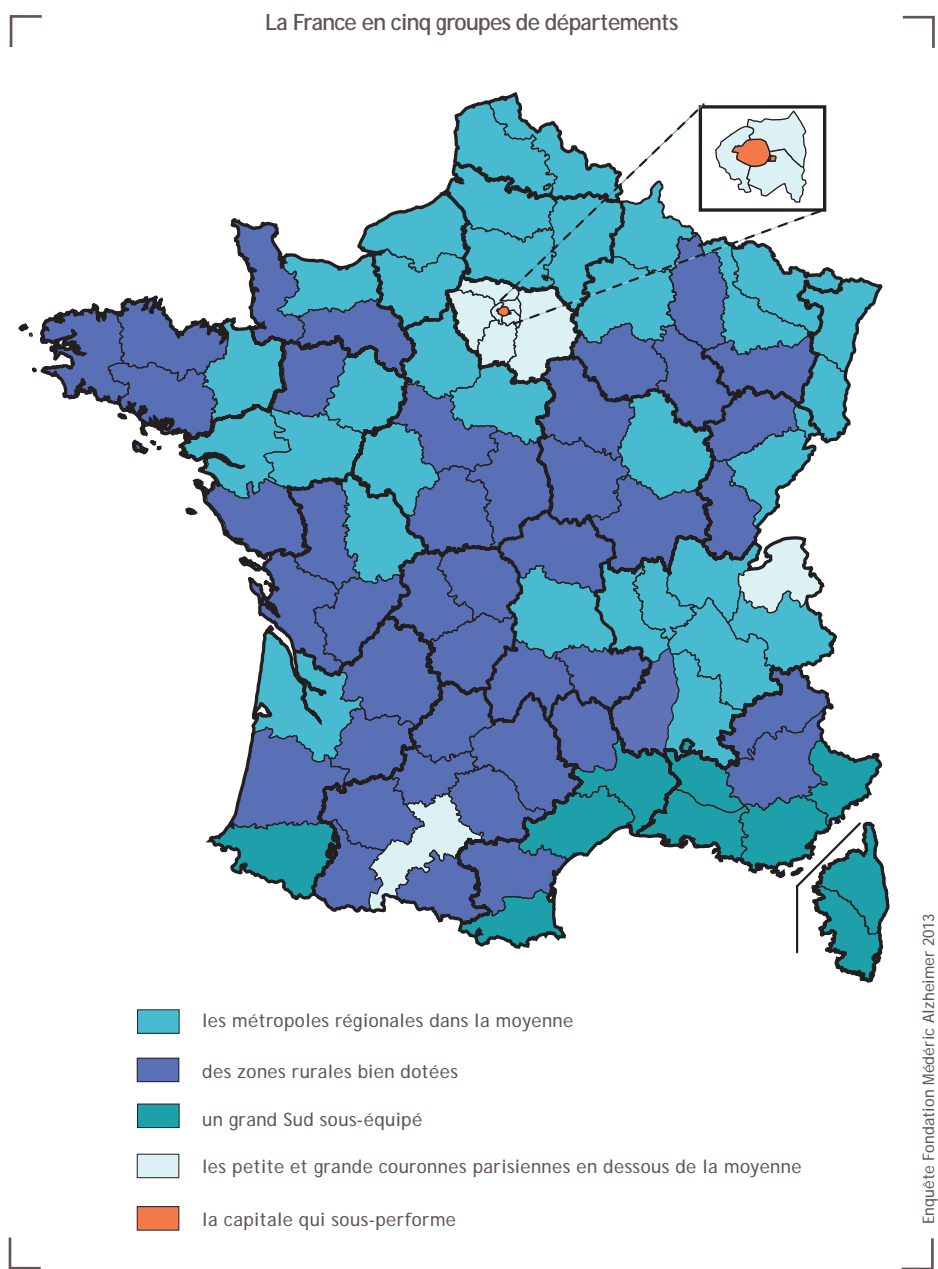 La France en cinq groupes de départements
les métropoles régionales dans la moyenne
des zones rurales bien dotées
un grand Sud sous-équipé
les petite et grande couronnes parisiennes en dessous de la moyenne
la capitale qui sous-performe
Enquête Fondation Médéric Alzheimer 2013